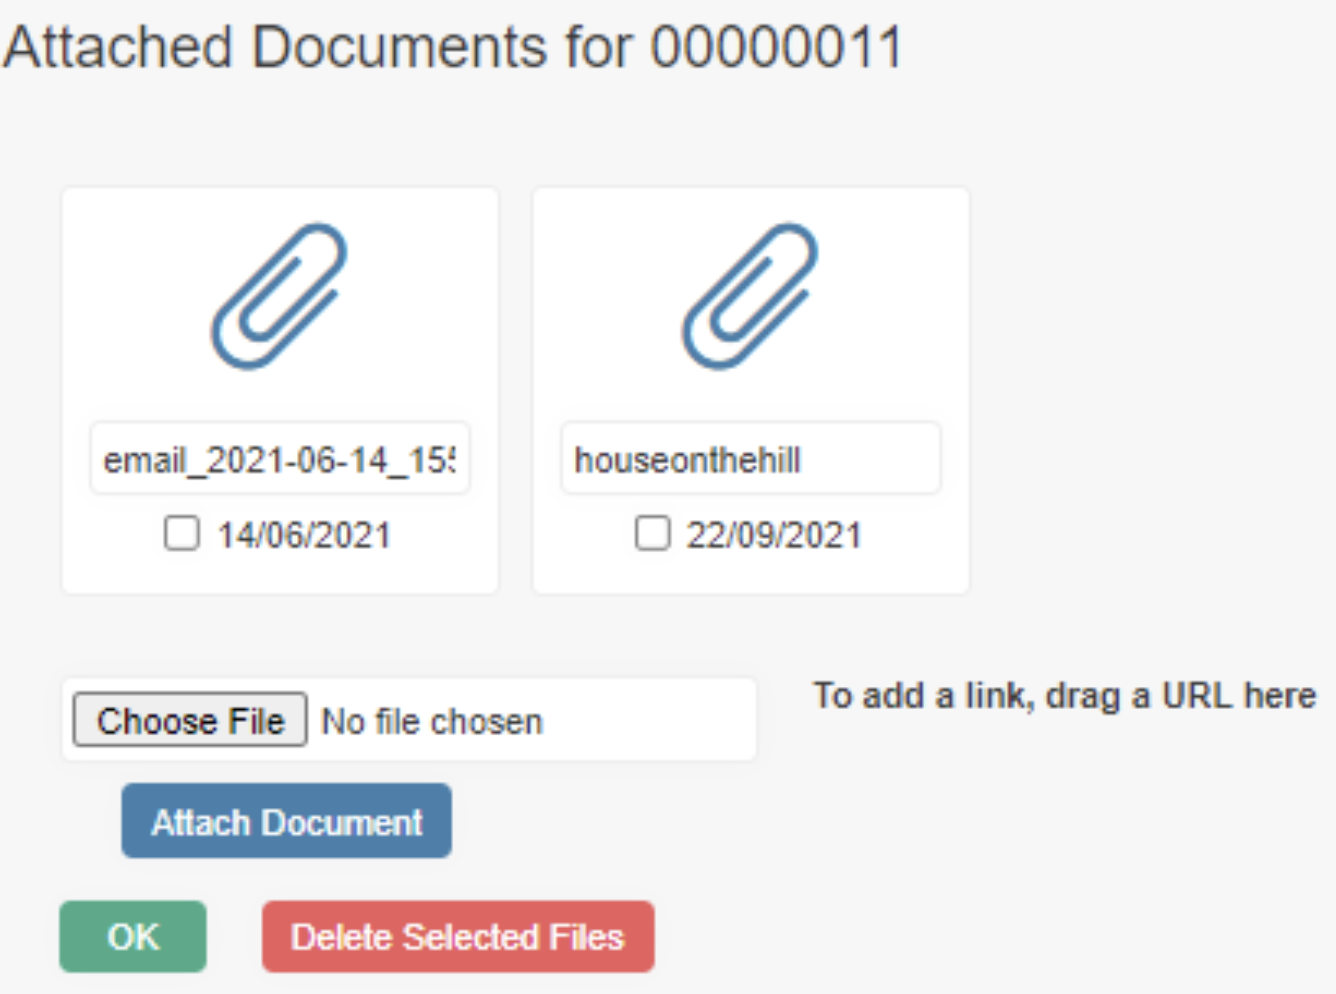 Attached Documents for 00000011
email_2021-06-14_15
houseonthehill
14/06/2021
22/09/2021
Choose File No file chosen
To add a link, drag a URL here
Attach Document
OK
Delete Selected Files